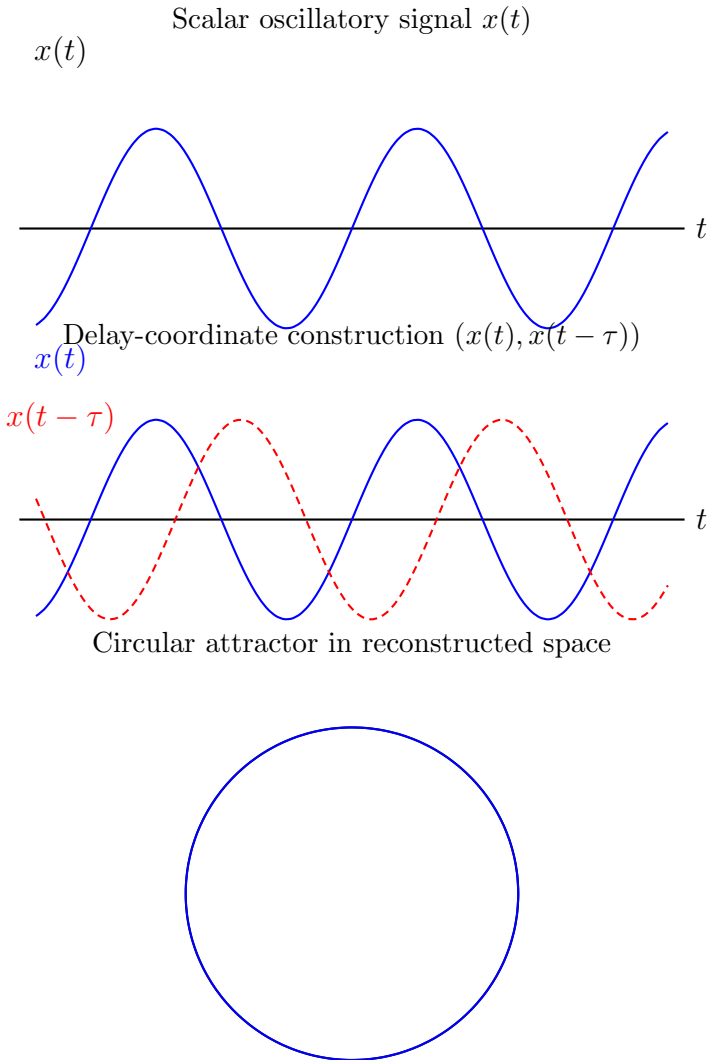 Scalar oscillatory signal x(t)
x(t)
t
Delay-coordinate construction (x(t), x(t − τ))
x(t)
x(t − τ)
t
Circular attractor in reconstructed space